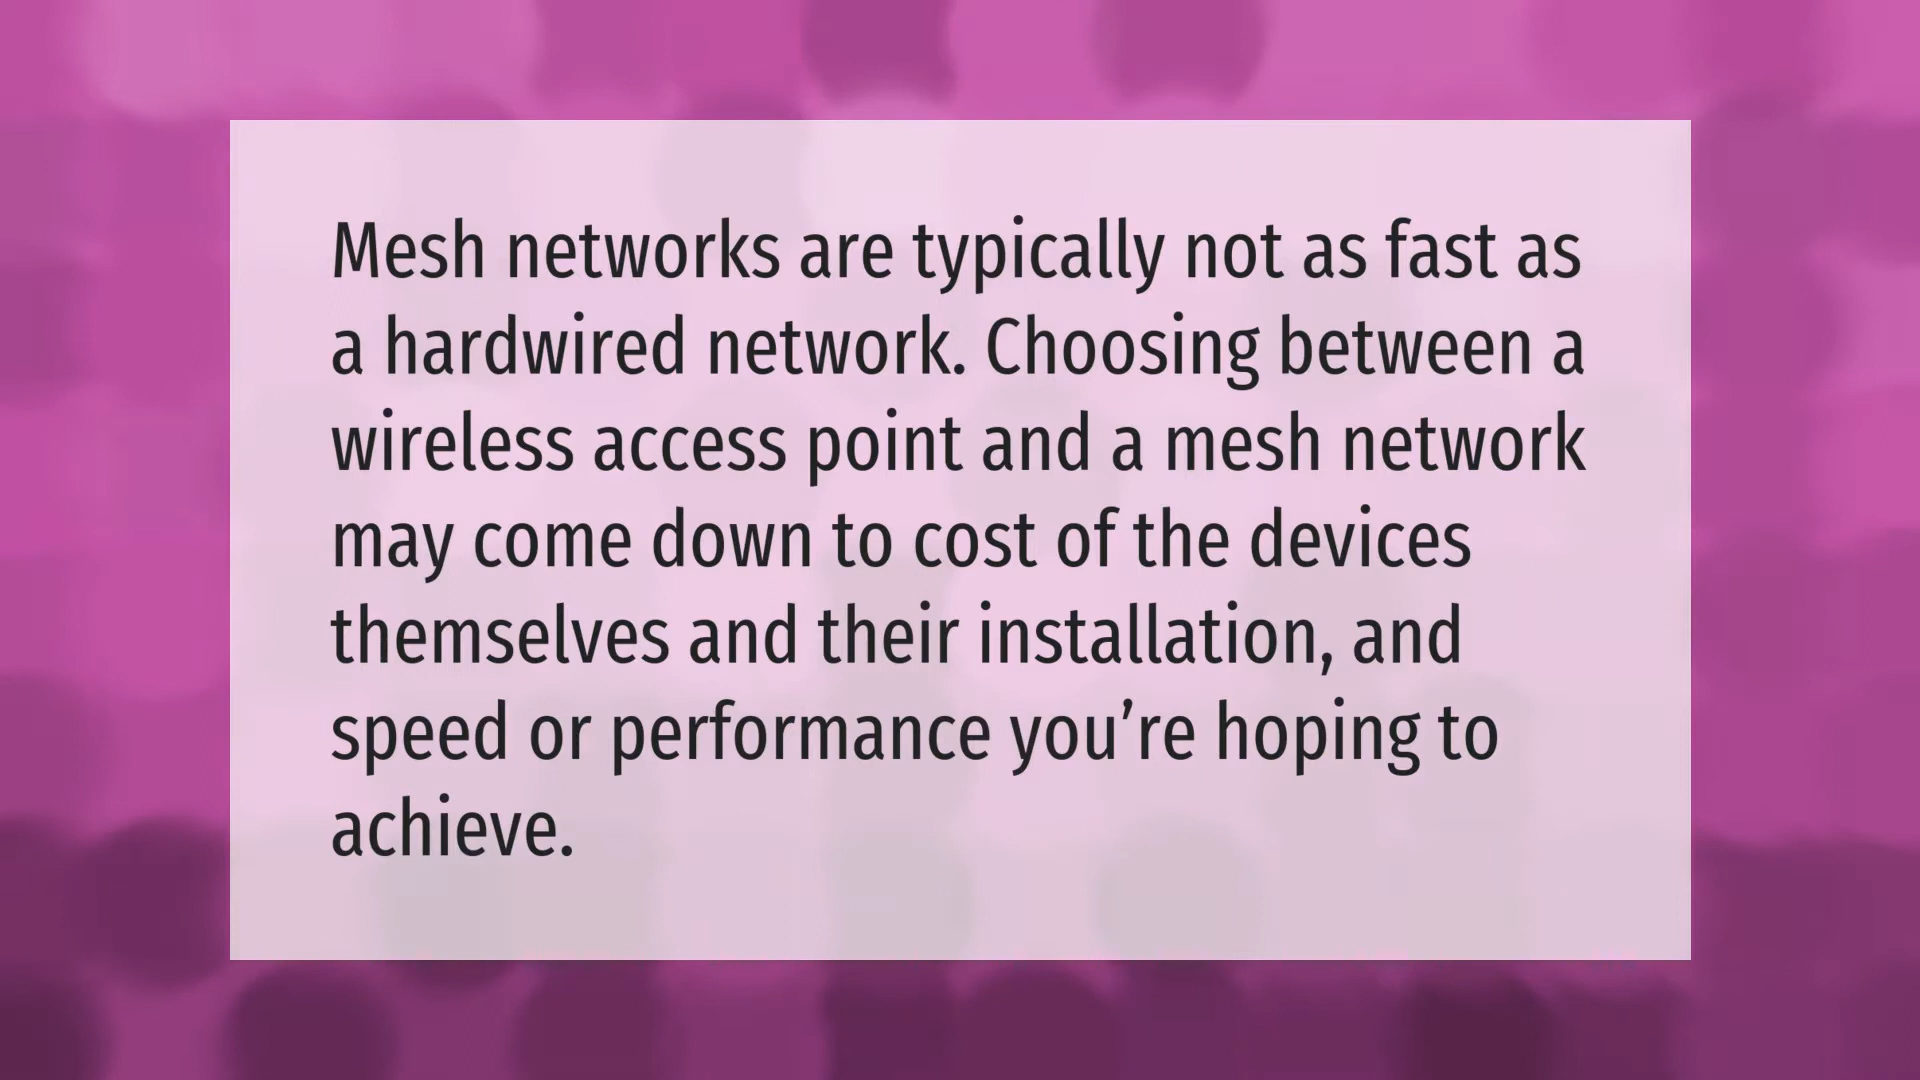 Mesh networks are typically not as fast as
a hardwired network. Choosing between a
wireless access point and a mesh network
may come down to cost of the devices
themselves and their installation, and
speed or performance you’re hoping to
achieve.